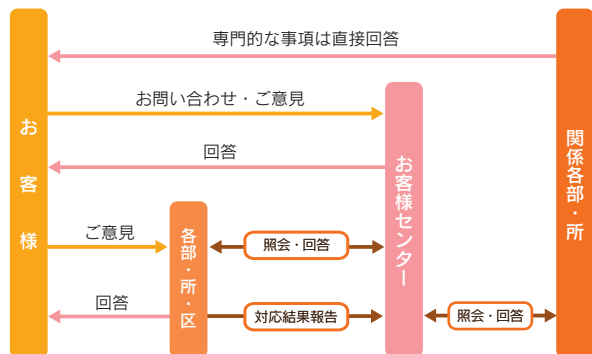 専門的な事項は直接回答
お問い合わせ・ご意見
お客様
回答
お客様センター
関係各部・所
ご意見
各部・所・区
照会・回答
回答
対応結果報告
照会・回答